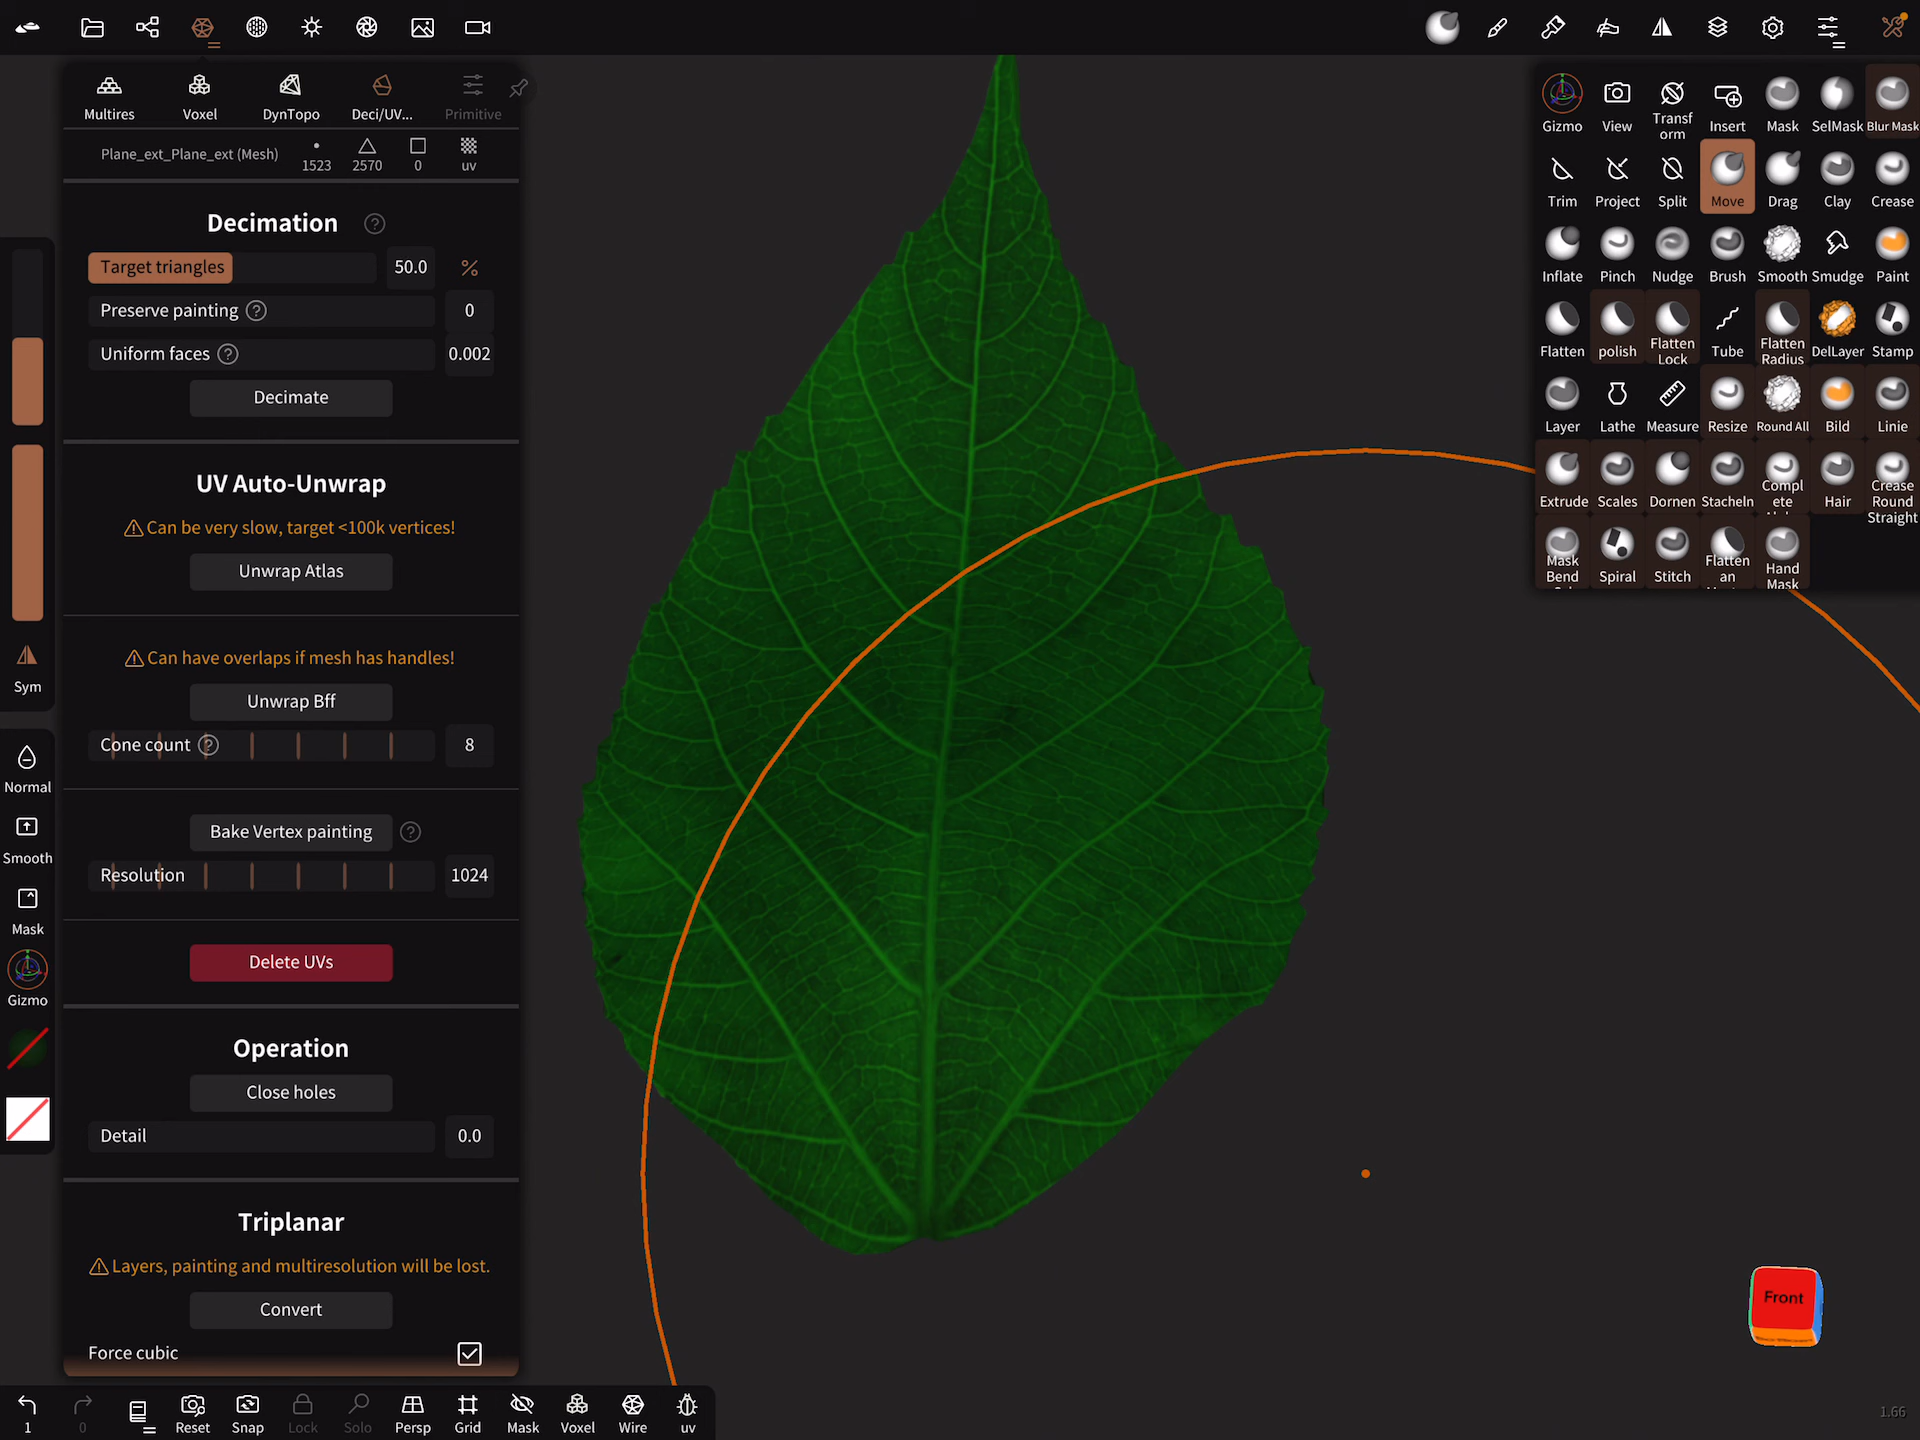 Multires
Voxel
DynTopo
Deci/UV...
Primitive
Plane_ext_Plane_ext (Mesh)
1523
2570
0
uv
Decimation ?
Target triangles
50.0
%
Preserve painting ?
0
Uniform faces ?
0.002
Decimate
UV Auto-Unwrap
Can be very slow, target <100k vertices!
Unwrap Atlas
Can have overlaps if mesh has handles!
Unwrap Bff
Cone count ?
8
Bake Vertex painting ?
Resolution
1024
Delete UVs
Operation
Close holes
Detail
0.0
Triplanar
Layers, painting and multiresolution will be lost.
Convert
Force cubic
Sym
Normal
Smooth
Mask
Gizmo
Gizmo
View
Transf
orm
Insert
Mask
SelMask
Blur Mask
Trim
Project
Split
Move
Drag
Clay
Crease
Inflate
Pinch
Nudge
Brush
Smooth
Smudge
Paint
Flatten
polish
Flatten
Lock
Tube
Flatten
Radius
DelLayer
Stamp
Layer
Lathe
Measure
Resize
Round All
Bild
Linie
Extrude
Scales
Dornen
Stacheln
Compl
ete
Hair
Crease
Round
Straight
Mask
Bend
Spiral
Stitch
Flatten
an
Hand
Mask
Front
1
0
Reset
Snap
Lock
Solo
Persp
Grid
Mask
Voxel
Wire
uv
1.66